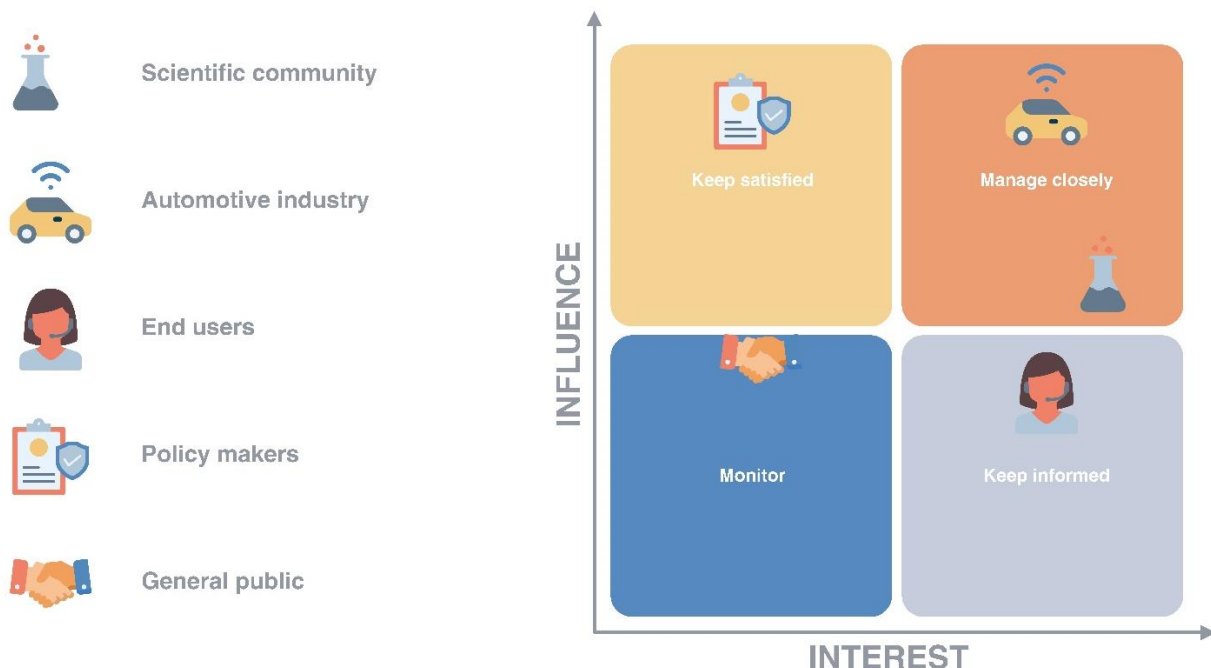 Scientific community
Automotive industry
End users
Policy makers
General public
INFLUENCE
Keep satisfied
Manage closely
Monitor
Keep informed
INTEREST